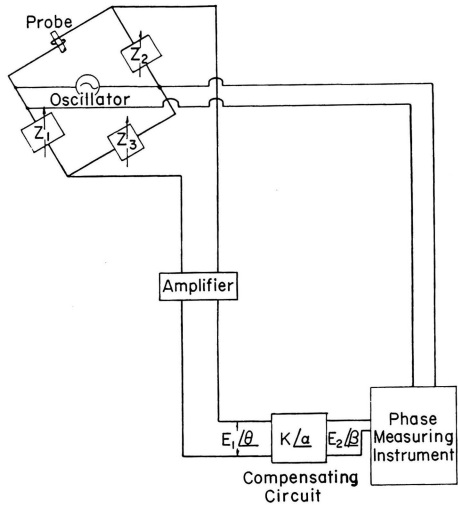 Probe
Z2
Oscillator
Z1
Z3
Amplifier
E1/θ
K/α
E2/β
Phase
Measuring
Instrument
Compensating
Circuit